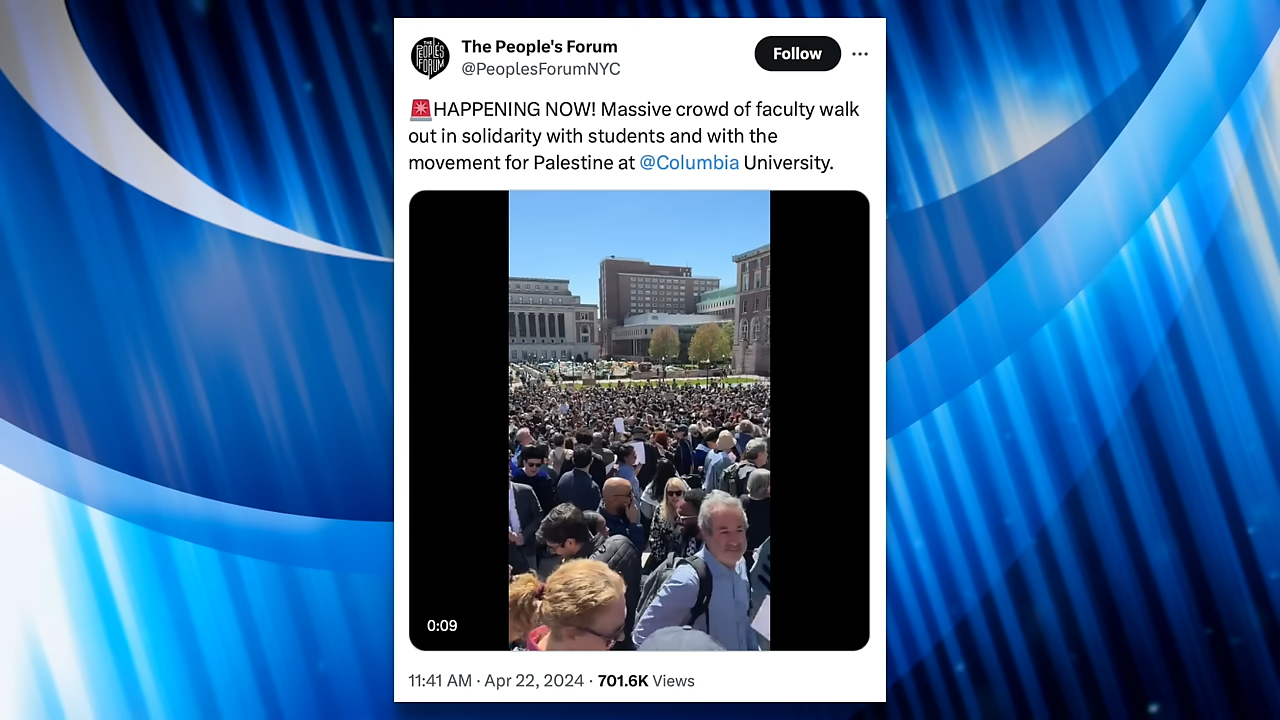 THE
PEOPLES
FORUM
The People's Forum
@PeoplesForumNYC
Follow
🚨HAPPENING NOW! Massive crowd of faculty walk
out in solidarity with students and with the
movement for Palestine at @Columbia University.
0:09
11:41 AM · Apr 22, 2024 · 701.6K Views